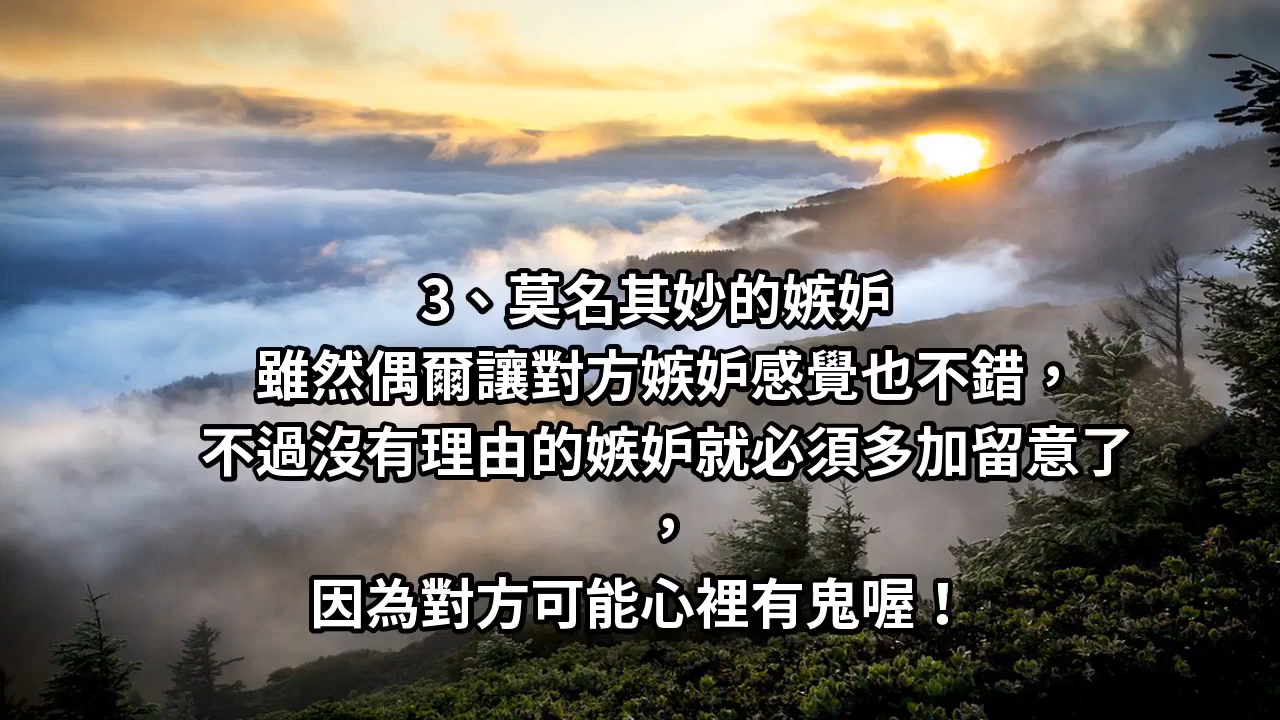 3、莫名其妙的嫉妒
雖然偶爾讓對方嫉妒感覺也不錯，
不過沒有理由的嫉妒就必須多加留意了
，
因為對方可能心裡有鬼喔！